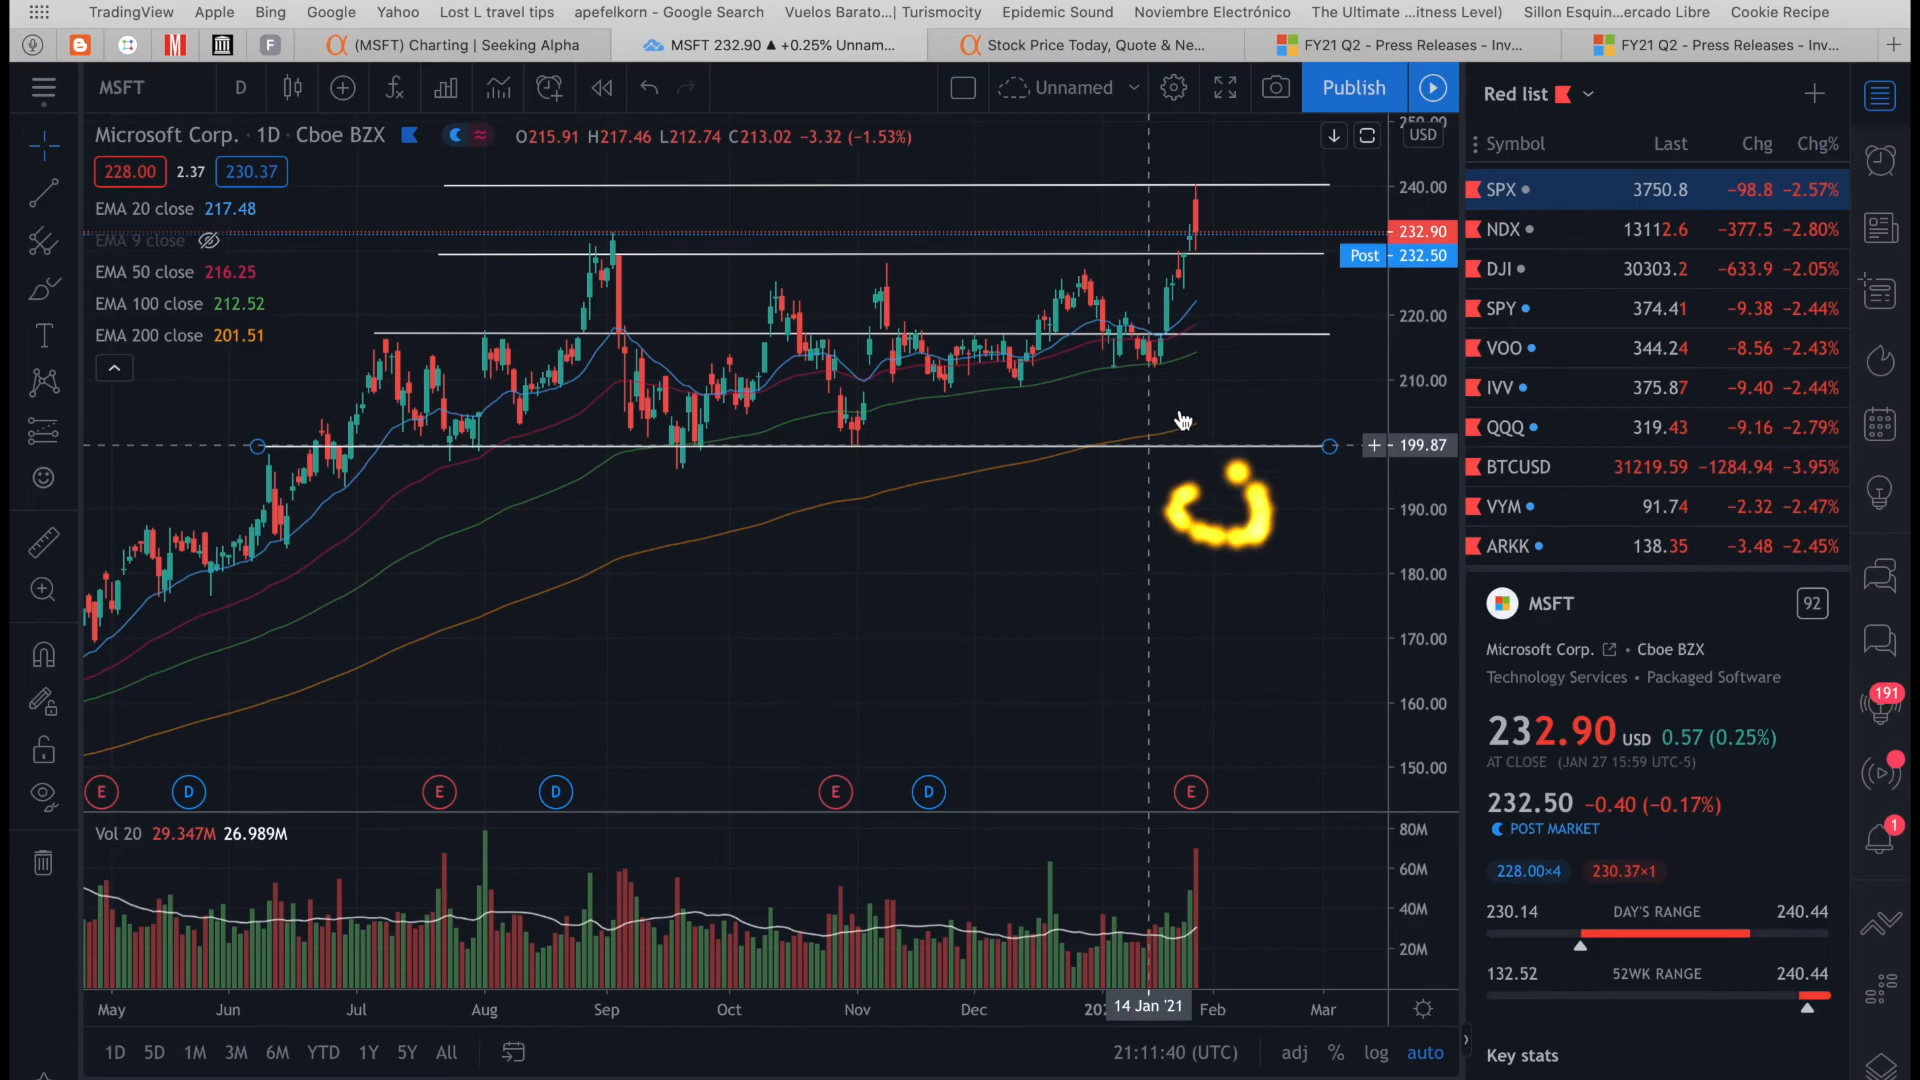 TradingView Apple Bing Google Yahoo Lost L travel tips apefelkorn - Google Search Vuelos Barato...| Turismocity Epidemic Sound Noviembre Electrónico The Ultimate ...itness Level) Sillon Esquin...ercado Libre Cookie Recipe
(MSFT) Charting | Seeking Alpha MSFT 232.90 ▲ +0.25% Unnam... Stock Price Today, Quote & Ne... FY21 Q2 - Press Releases - Inv... FY21 Q2 - Press Releases - Inv...
MSFT D Unnamed Publish
Microsoft Corp. · 1D · Cboe BZX O215.91 H217.46 L212.74 C213.02 −3.32 (−1.53%)
228.00 2.37 230.37
EMA 20 close 217.48
EMA 9 close
EMA 50 close 216.25
EMA 100 close 212.52
EMA 200 close 201.51
250.00
USD
240.00
232.90
Post 232.50
220.00
210.00
199.87
190.00
180.00
170.00
160.00
150.00
E D E D E D E
Vol 20 29.347M 26.989M
80M
60M
40M
20M
May Jun Jul Aug Sep Oct Nov Dec 202 14 Jan '21 Feb Mar
1D 5D 1M 3M 6M YTD 1Y 5Y All 21:11:40 (UTC) adj % log auto
Red list
Symbol Last Chg Chg%
SPX 3750.8 −98.8 −2.57%
NDX 13112.6 −377.5 −2.80%
DJI 30303.2 −633.9 −2.05%
SPY 374.41 −9.38 −2.44%
VOO 344.24 −8.56 −2.43%
IVV 375.87 −9.40 −2.44%
QQQ 319.43 −9.16 −2.79%
BTCUSD 31219.59 −1284.94 −3.95%
VYM 91.74 −2.32 −2.47%
ARKK 138.35 −3.48 −2.45%
MSFT 92
Microsoft Corp. • Cboe BZX
Technology Services • Packaged Software
232.90 USD 0.57 (0.25%)
AT CLOSE (JAN 27 15:59 UTC-5)
232.50 −0.40 (−0.17%)
POST MARKET
228.00×4 230.37×1
230.14 DAY'S RANGE 240.44
132.52 52WK RANGE 240.44
Key stats
191
1